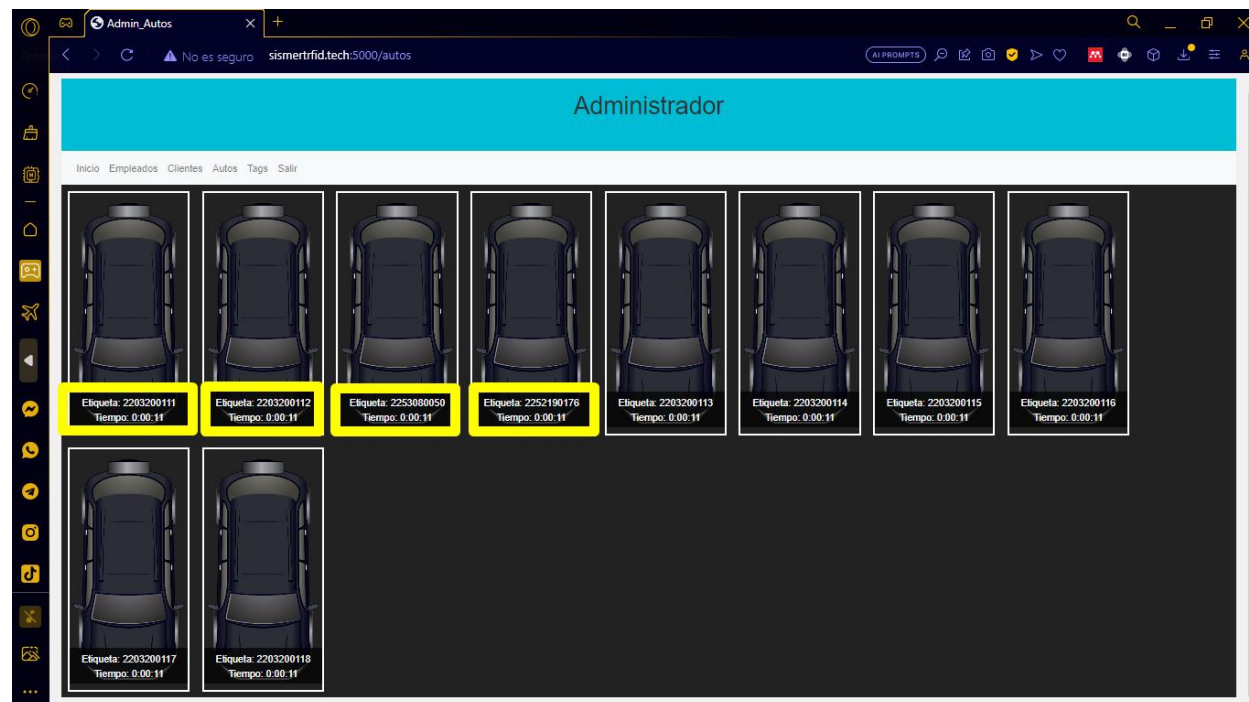 Admin_Autos
No es seguro sismertrfid.tech:5000/autos
AI PROMPTS
Administrador
Inicio Empleados Clientes Autos Tags Salir
Etiqueta: 2203200111
Tiempo: 0:00:11
Etiqueta: 2203200112
Tiempo: 0:00:11
Etiqueta: 2253080050
Tiempo: 0:00:11
Etiqueta: 2252190176
Tiempo: 0:00:11
Etiqueta: 2203200113
Tiempo: 0:00:11
Etiqueta: 2203200114
Tiempo: 0:00:11
Etiqueta: 2203200115
Tiempo: 0:00:11
Etiqueta: 2203200116
Tiempo: 0:00:11
Etiqueta: 2203200117
Tiempo: 0:00:11
Etiqueta: 2203200118
Tiempo: 0:00:11